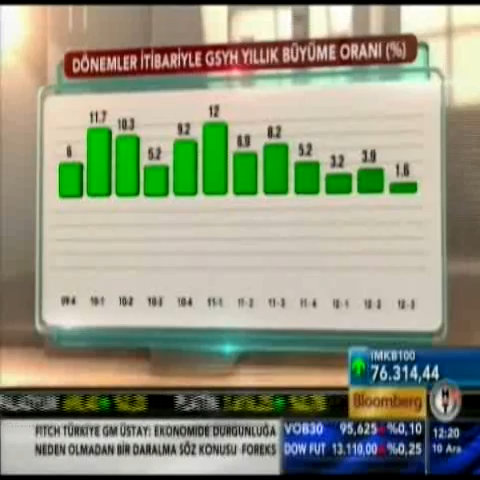 DÖNEMLER İTİBARİYLE GSYH YILLIK BÜYÜME ORANI (%)
6 11.7 10.3 5.2 9.2 12 6.9 8.2 5.2 3.2 3.9 1.6
09-4 10-1 10-2 10-3 10-4 11-1 11-2 11-3 11-4 12-1 12-2 12-3
IMKB100
76.314,44
Bloomberg
FITCH TÜRKİYE GM ÜSTAY: EKONOMIDE DURGUNLUĞA
NEDEN OLMADAN BİR DARALMA SÖZ KONUSU -FOREKS
VOB30 95,625 %0,10
DOW FUT 13.110,00 %0,25
12:20
10 Ara